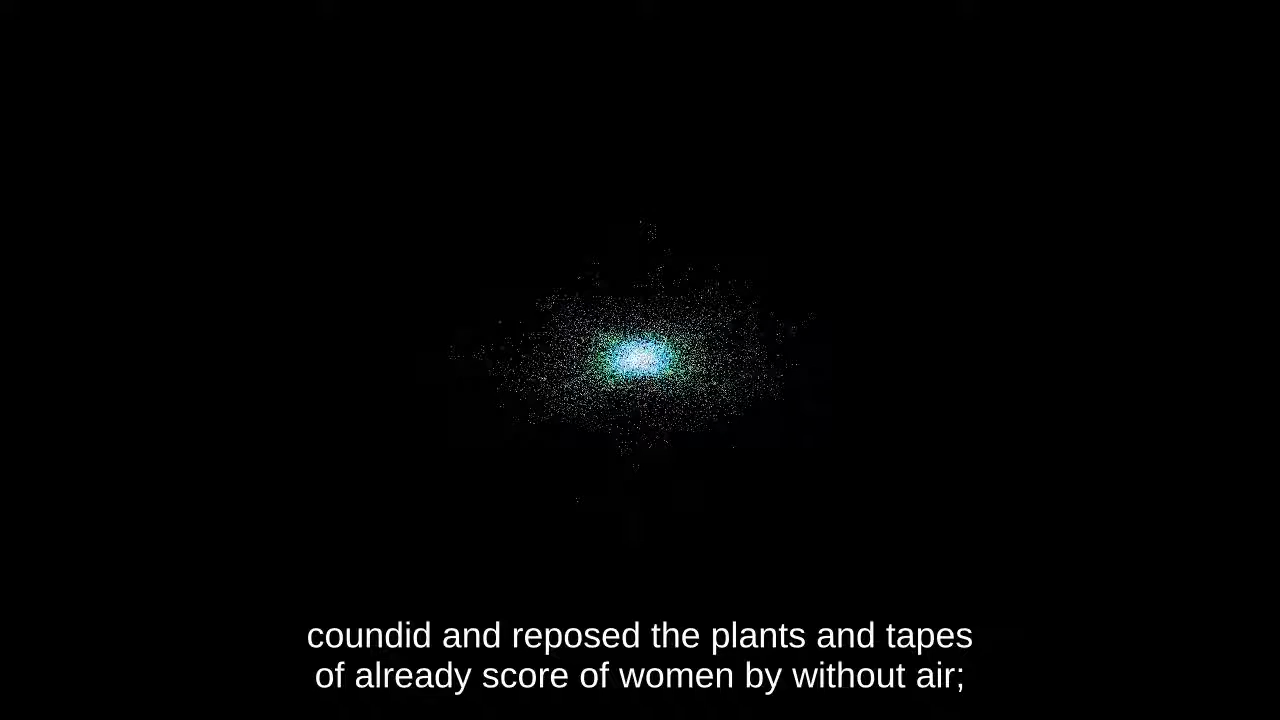 coundid and reposed the plants and tapes
of already score of women by without air;